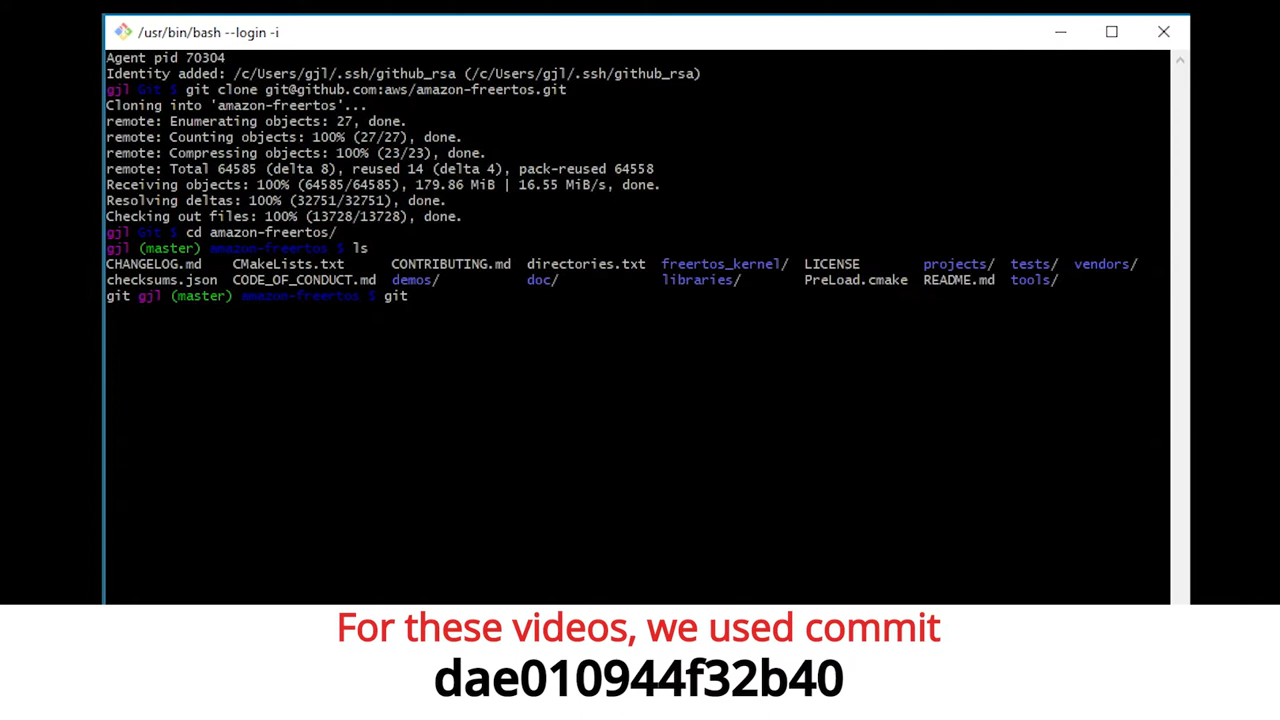 /usr/bin/bash --login -i
Agent pid 70304
Identity added: /c/Users/gjl/.ssh/github_rsa (/c/Users/gjl/.ssh/github_rsa)
gjl Git $ git clone git@github.com:aws/amazon-freertos.git
Cloning into 'amazon-freertos'...
remote: Enumerating objects: 27, done.
remote: Counting objects: 100% (27/27), done.
remote: Compressing objects: 100% (23/23), done.
remote: Total 64585 (delta 8), reused 14 (delta 4), pack-reused 64558
Receiving objects: 100% (64585/64585), 179.86 MiB | 16.55 MiB/s, done.
Resolving deltas: 100% (32751/32751), done.
Checking out files: 100% (13728/13728), done.
gjl Git $ cd amazon-freertos/
gjl (master) amazon-freertos $ ls
CHANGELOG.md CMakeLists.txt CONTRIBUTING.md directories.txt freertos_kernel/ LICENSE projects/ tests/ vendors/
checksums.json CODE_OF_CONDUCT.md demos/ doc/ libraries/ PreLoad.cmake README.md tools/
git gjl (master) amazon-freertos $ git
For these videos, we used commit
dae010944f32b40